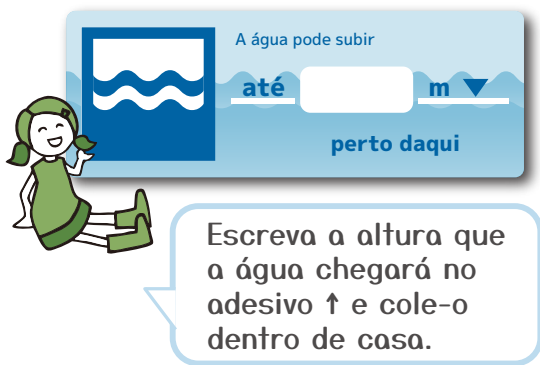 A água pode subir
até m ▼
perto daqui
Escreva a altura que
a água chegará no
adesivo ↑ e cole-o
dentro de casa.